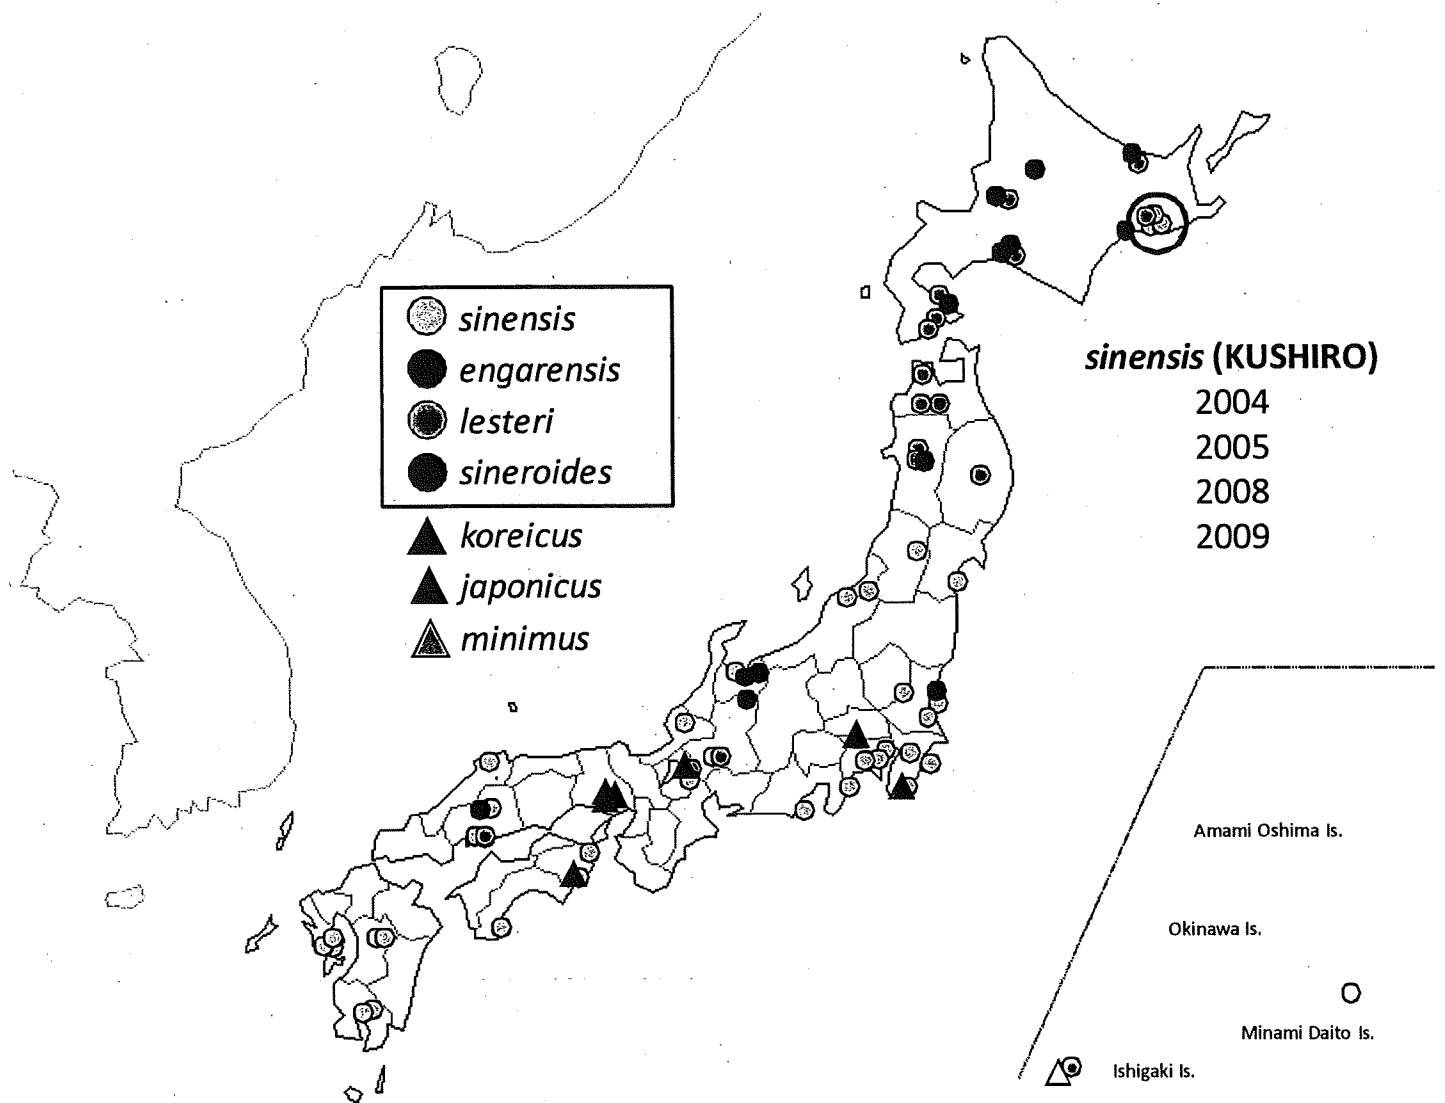 sinensis
engarensis
lesteri
sineroides
koreicus
japonicus
minimus
sinensis (KUSHIRO)
2004
2005
2008
2009
Amami Oshima Is.
Okinawa Is.
Minami Daito Is.
Ishigaki Is.